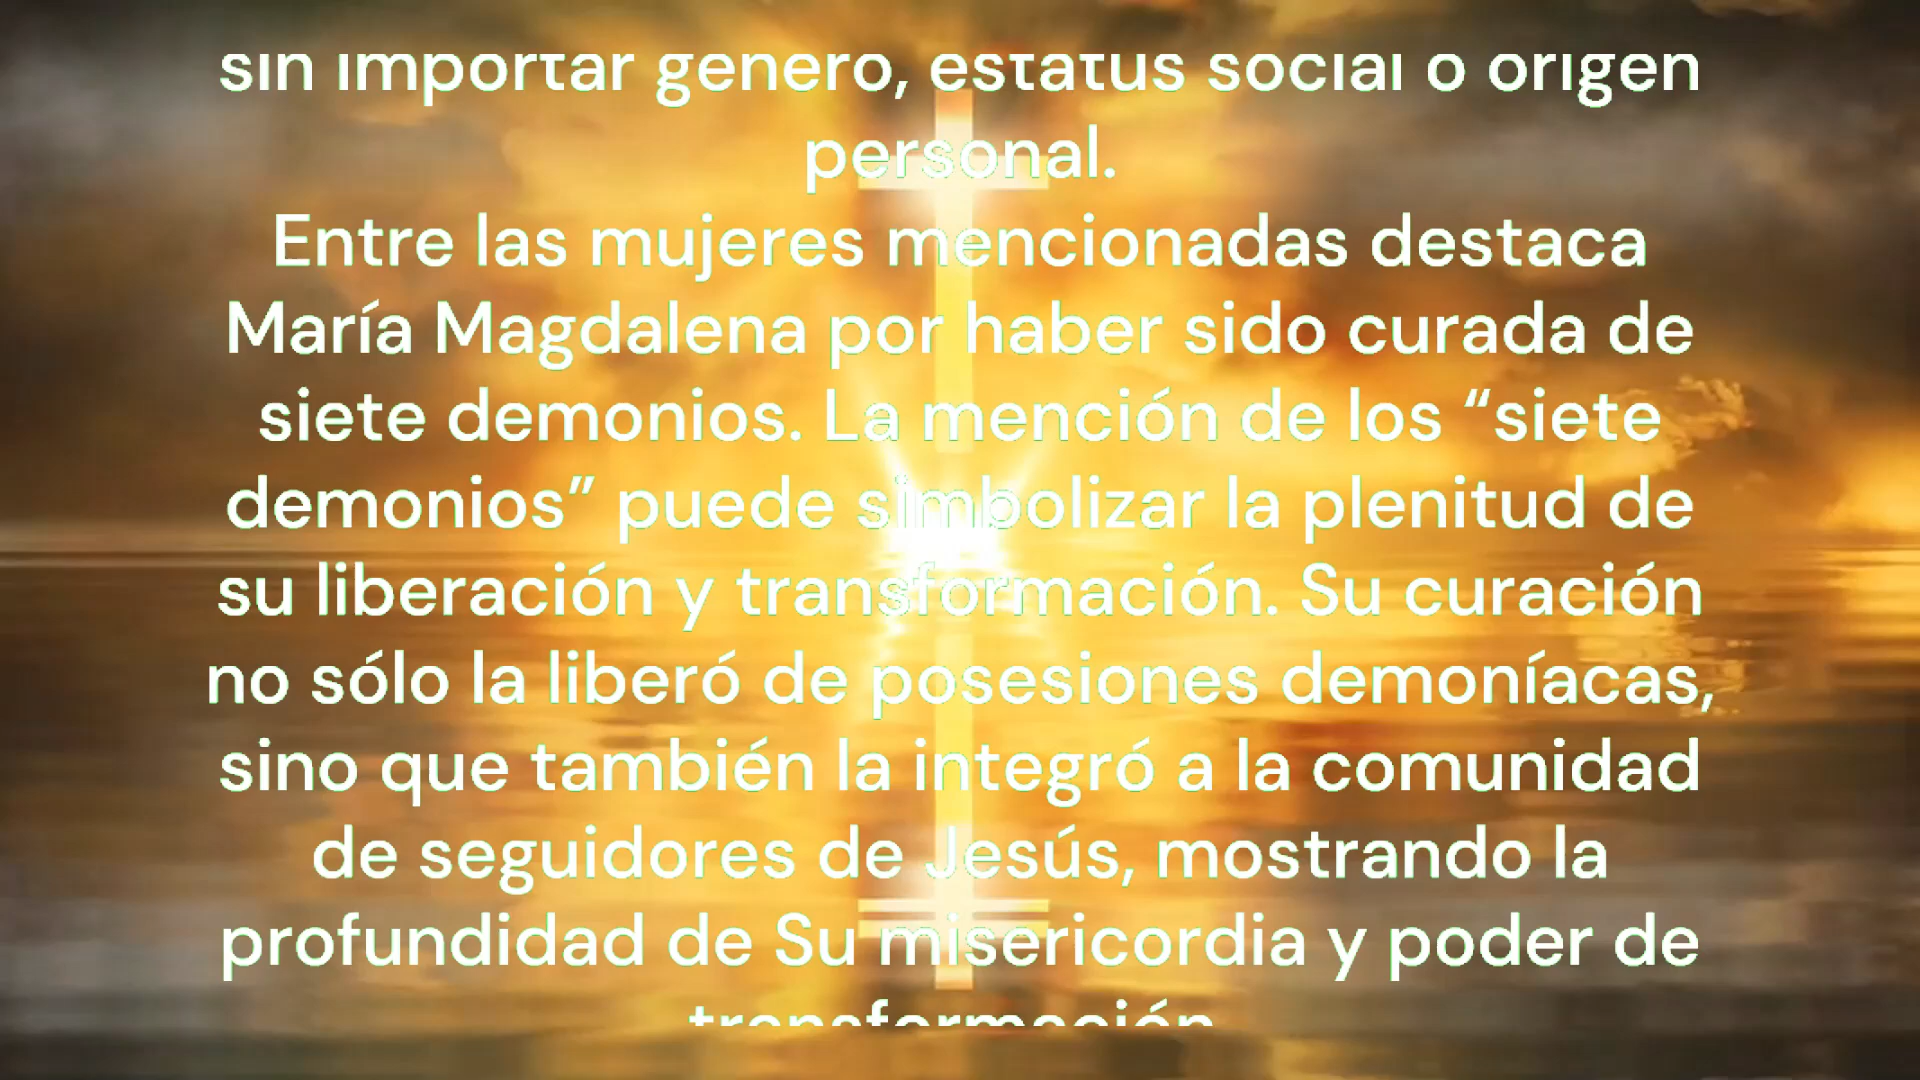 sin importar género, estatus social o origen
personal.
Entre las mujeres mencionadas destaca
María Magdalena por haber sido curada de
siete demonios. La mención de los “siete
demonios” puede simbolizar la plenitud de
su liberación y transformación. Su curación
no sólo la liberó de posesiones demoníacas,
sino que también la integró a la comunidad
de seguidores de Jesús, mostrando la
profundidad de Su misericordia y poder de
transformación